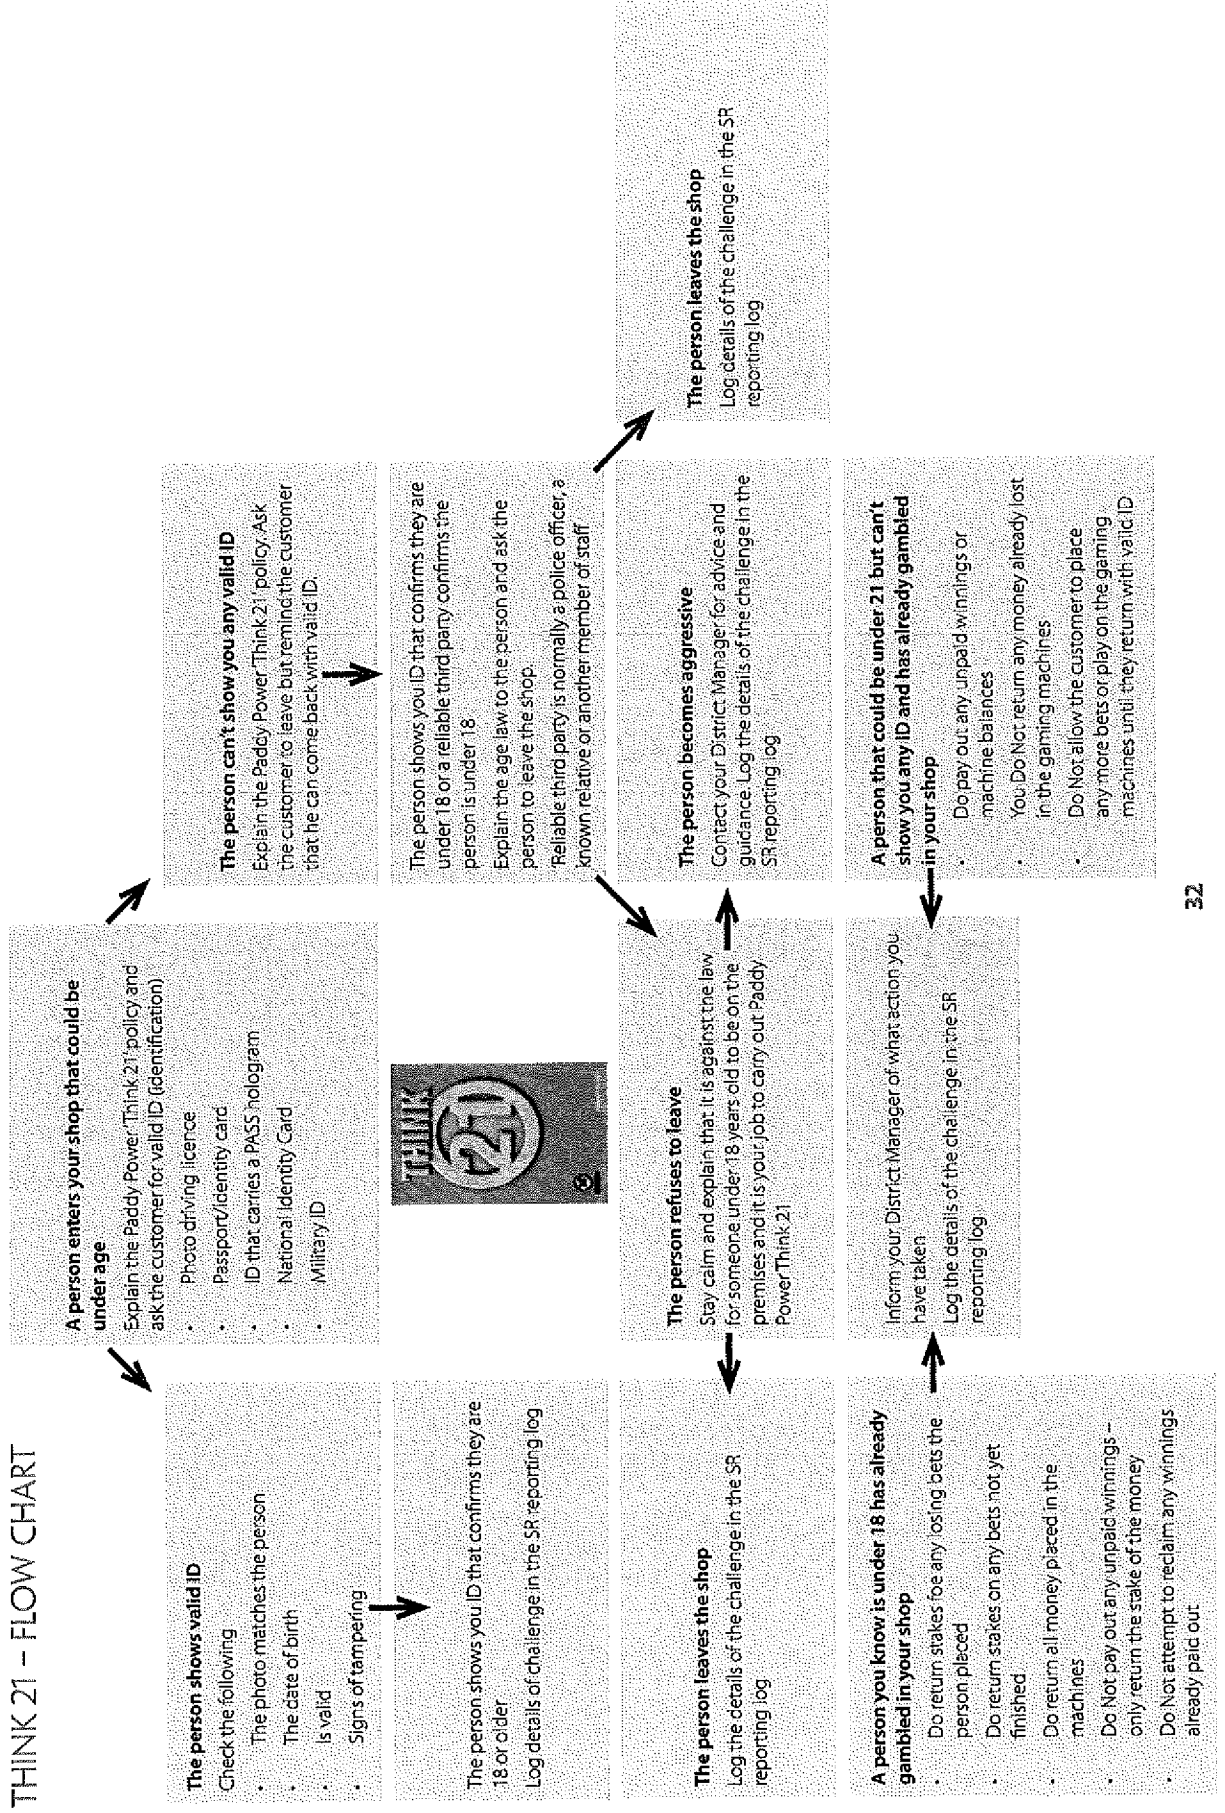 THINK 21 – FLOW CHART
A person enters your shop that could be
under age
Explain the Paddy Power 'Think 21' policy and
ask the customer for valid ID (identification)
• Photo driving licence
• Passport/identity card
• ID that carries a PASS hologram
• National Identity Card
• Military ID
The person shows valid ID
Check the following
• The photo matches the person
• The date of birth
• Is valid
• Signs of tampering
The person can't show you any valid ID
Explain the Paddy Power 'Think 21' policy. Ask
the customer to leave but remind the customer
that he can come back with valid ID.
The person shows you ID that confirms they are
18 or older
Log details of challenge in the SR reporting log
THINK
21
The person shows you ID that confirms they are
under 18 or a reliable third party confirms the
person is under 18
Explain the age law to the person and ask the
person to leave the shop.
'Reliable third party is normally a police officer, a
known relative or another member of staff
The person leaves the shop
Log the details of the challenge in the SR
reporting log
The person refuses to leave
Stay calm and explain that it is against the law
for someone under 18 years old to be on the
premises and it is your job to carry out Paddy
Power Think 21
The person becomes aggressive
Contact your District Manager for advice and
guidance. Log the details of the challenge in the
SR reporting log
The person leaves the shop
Log details of the challenge in the SR
reporting log
A person you know is under 18 has already
gambled in your shop
• Do return stakes foe any losing bets the
person placed
• Do return stakes on any bets not yet
finished
• Do return all money placed in the
machines
• Do Not pay out any unpaid winnings –
only return the stake of the money
• Do Not attempt to reclaim any winnings
already paid out
Inform your District Manager of what action you
have taken
Log the details of the challenge in the SR
reporting log
A person that could be under 21 but can't
show you any ID and has already gambled
in your shop
• Do pay out any unpaid winnings or
machine balances
• You Do Not return any money already lost
in the gaming machines
• Do Not allow the customer to place
any more bets or play on the gaming
machines until they return with valid ID
32